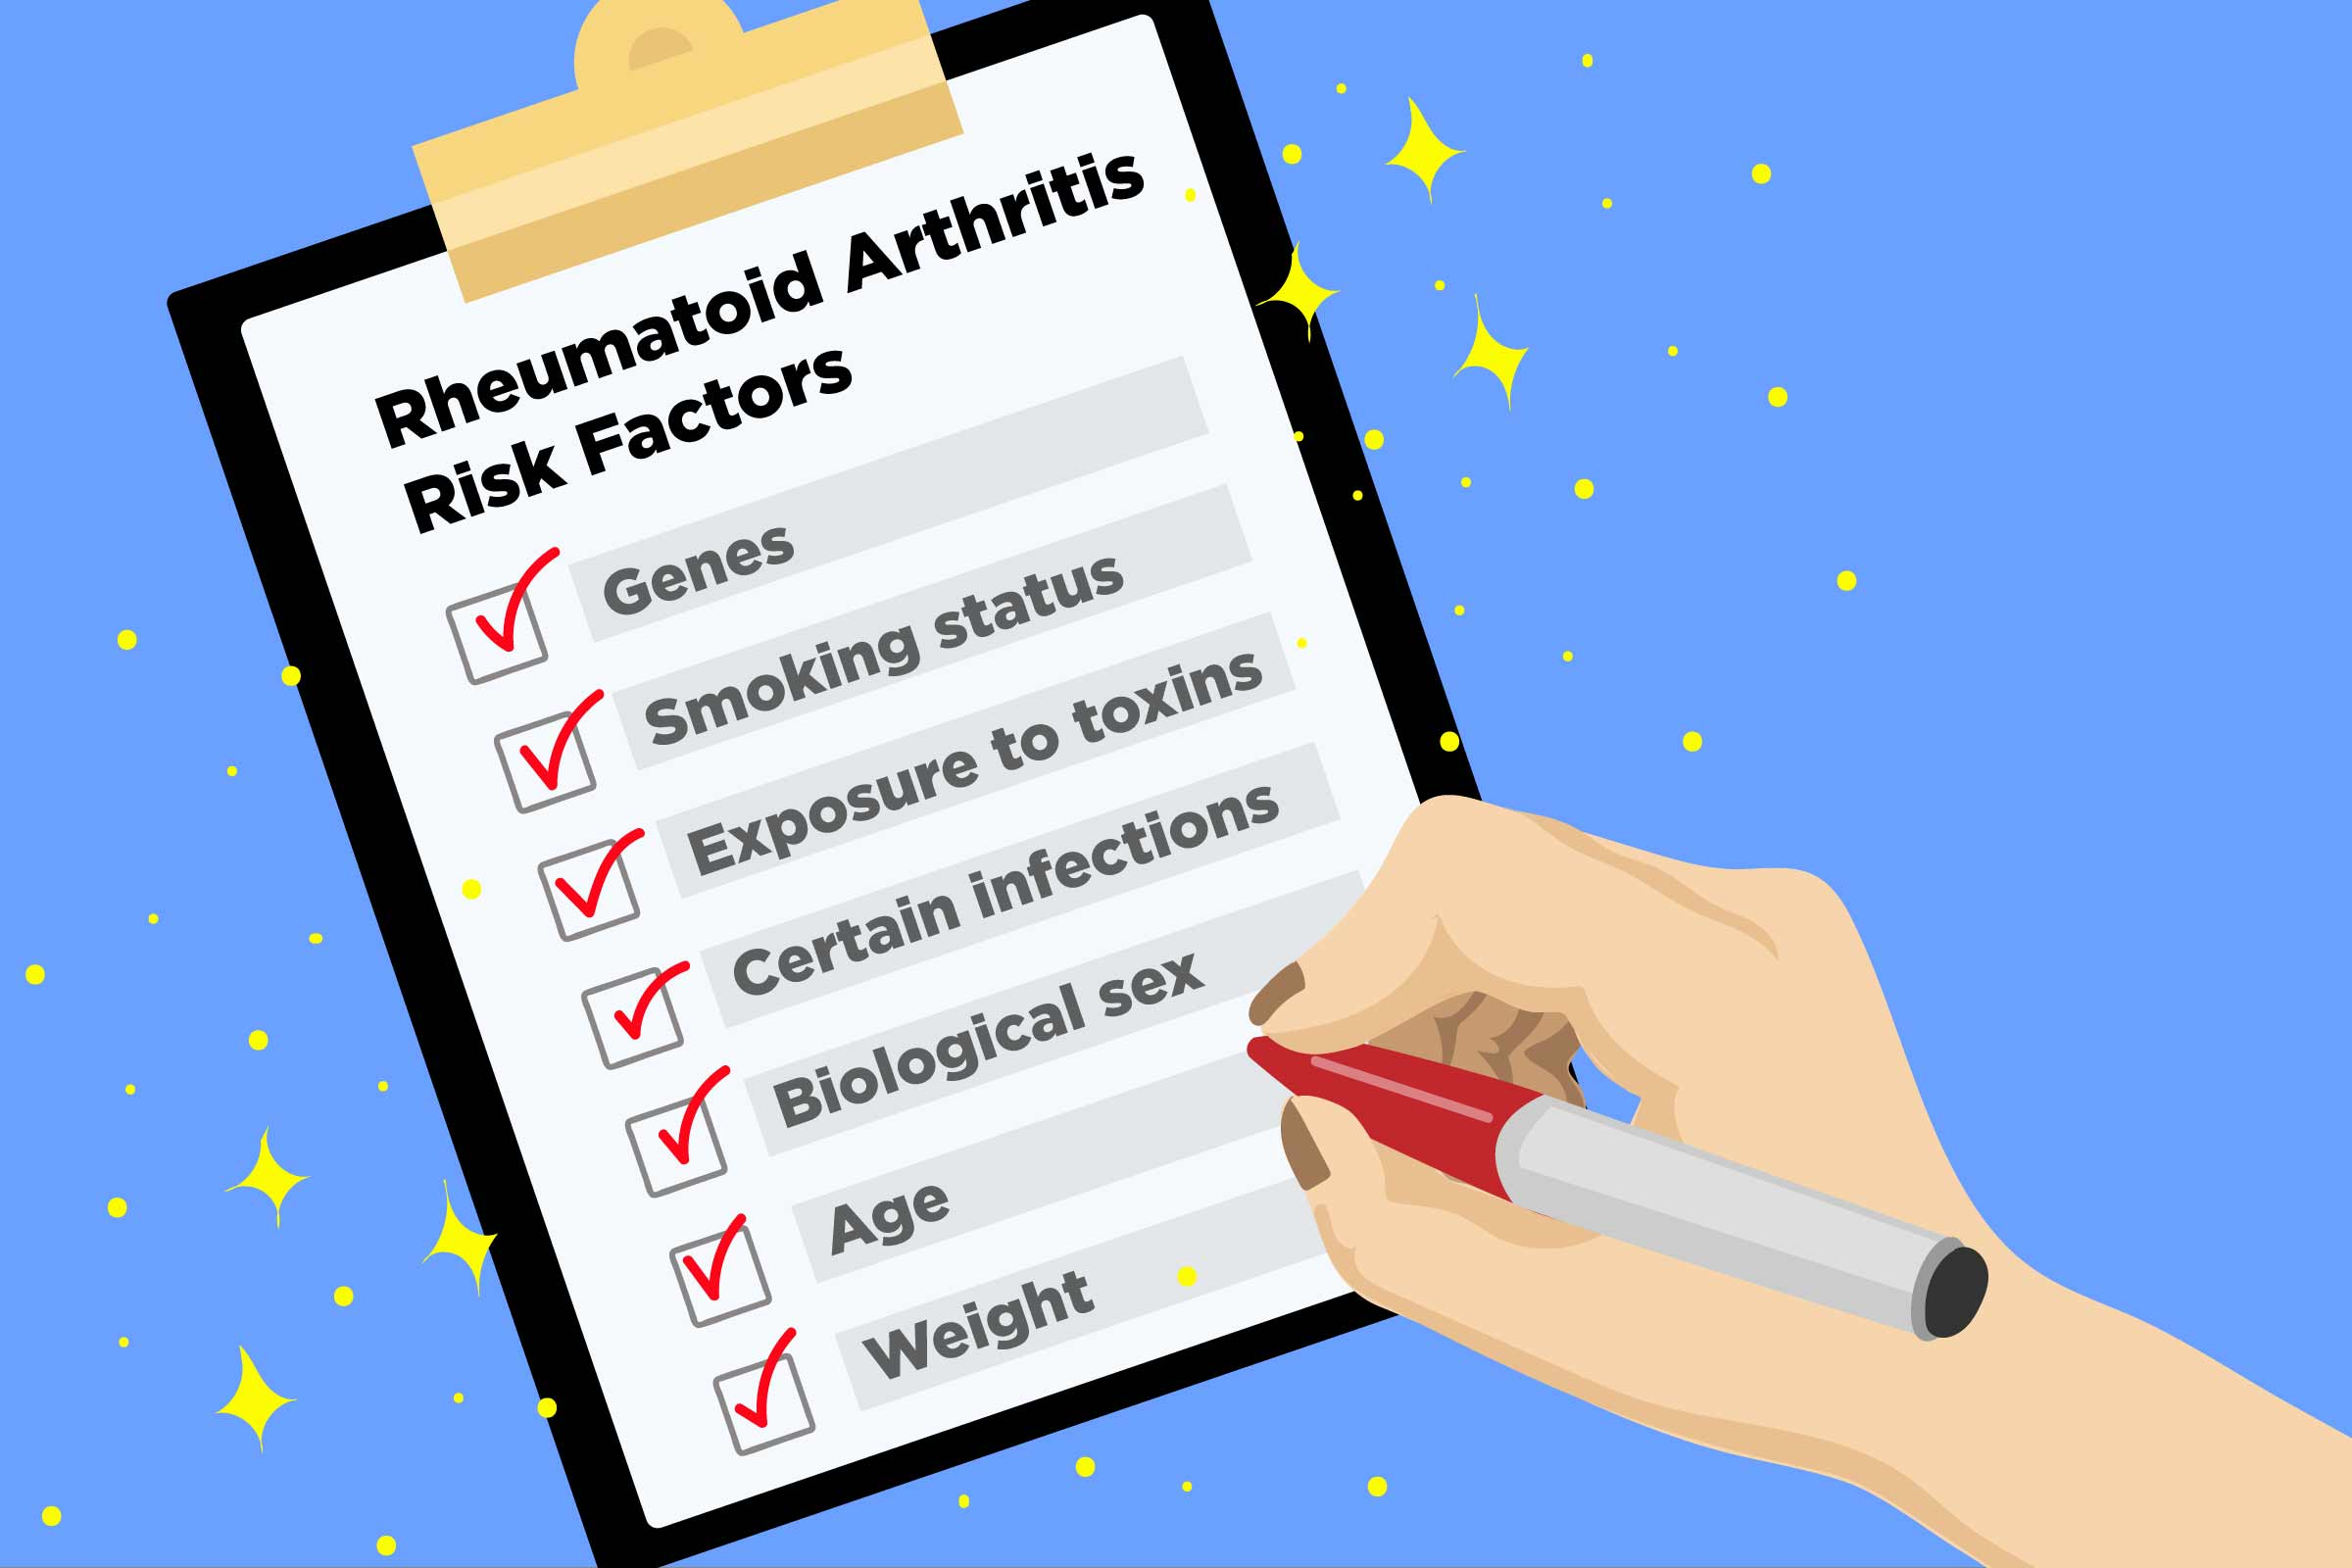 Rheumatoid Arthritis
Risk Factors
Genes
Smoking status
Exposure to toxins
Certain infections
Biological sex
Age
Weight